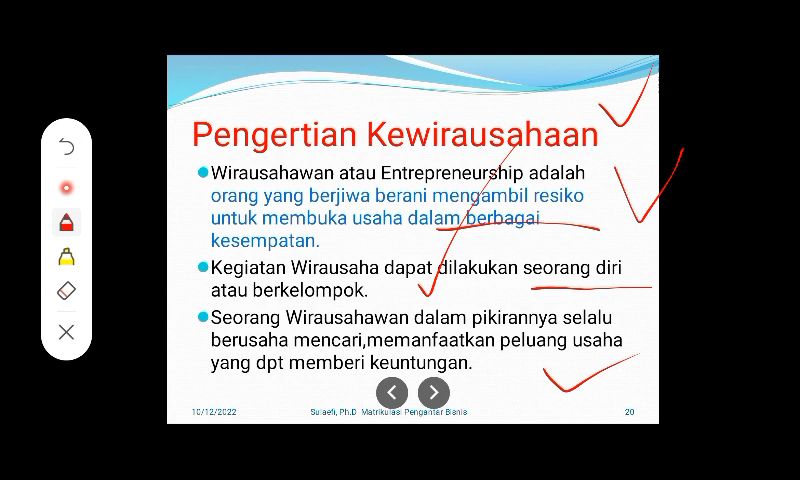 Pengertian Kewirausahaan
Wirausahawan atau Entrepreneurship adalah
orang yang berjiwa berani mengambil resiko
untuk membuka usaha dalam berbagai
kesempatan.
Kegiatan Wirausaha dapat dilakukan seorang diri
atau berkelompok.
Seorang Wirausahawan dalam pikirannya selalu
berusaha mencari,memanfaatkan peluang usaha
yang dpt memberi keuntungan.
10/12/2022 Sulaefi, Ph.D Matrikulasi Pengantar Bisnis 20